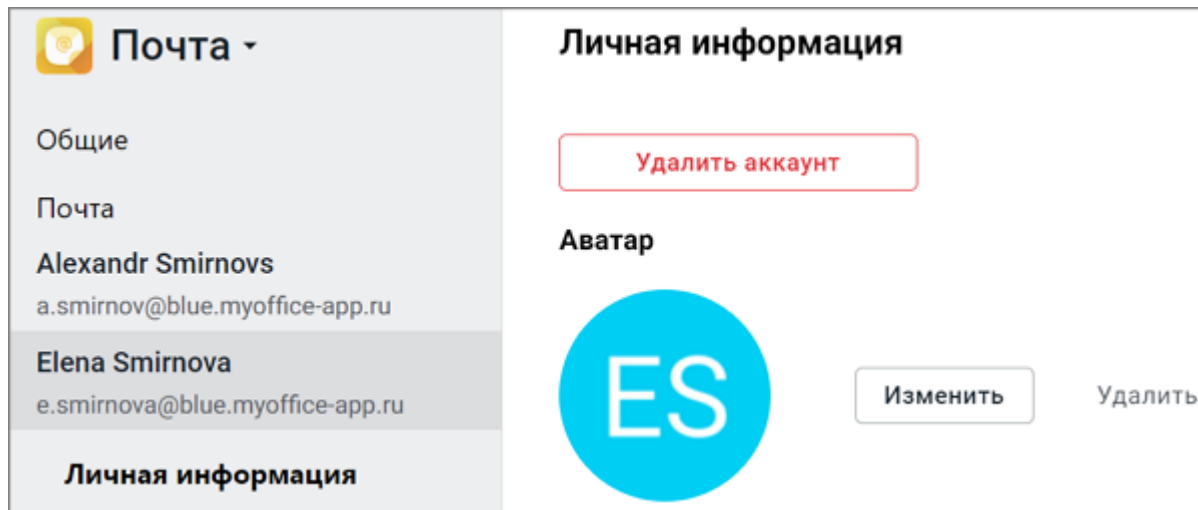 Почта
Общие
Почта
Alexandr Smirnovs
a.smirnov@blue.myoffice-app.ru
Elena Smirnova
e.smirnova@blue.myoffice-app.ru
Личная информация
Личная информация
Удалить аккаунт
Аватар
ES
Изменить
Удалить